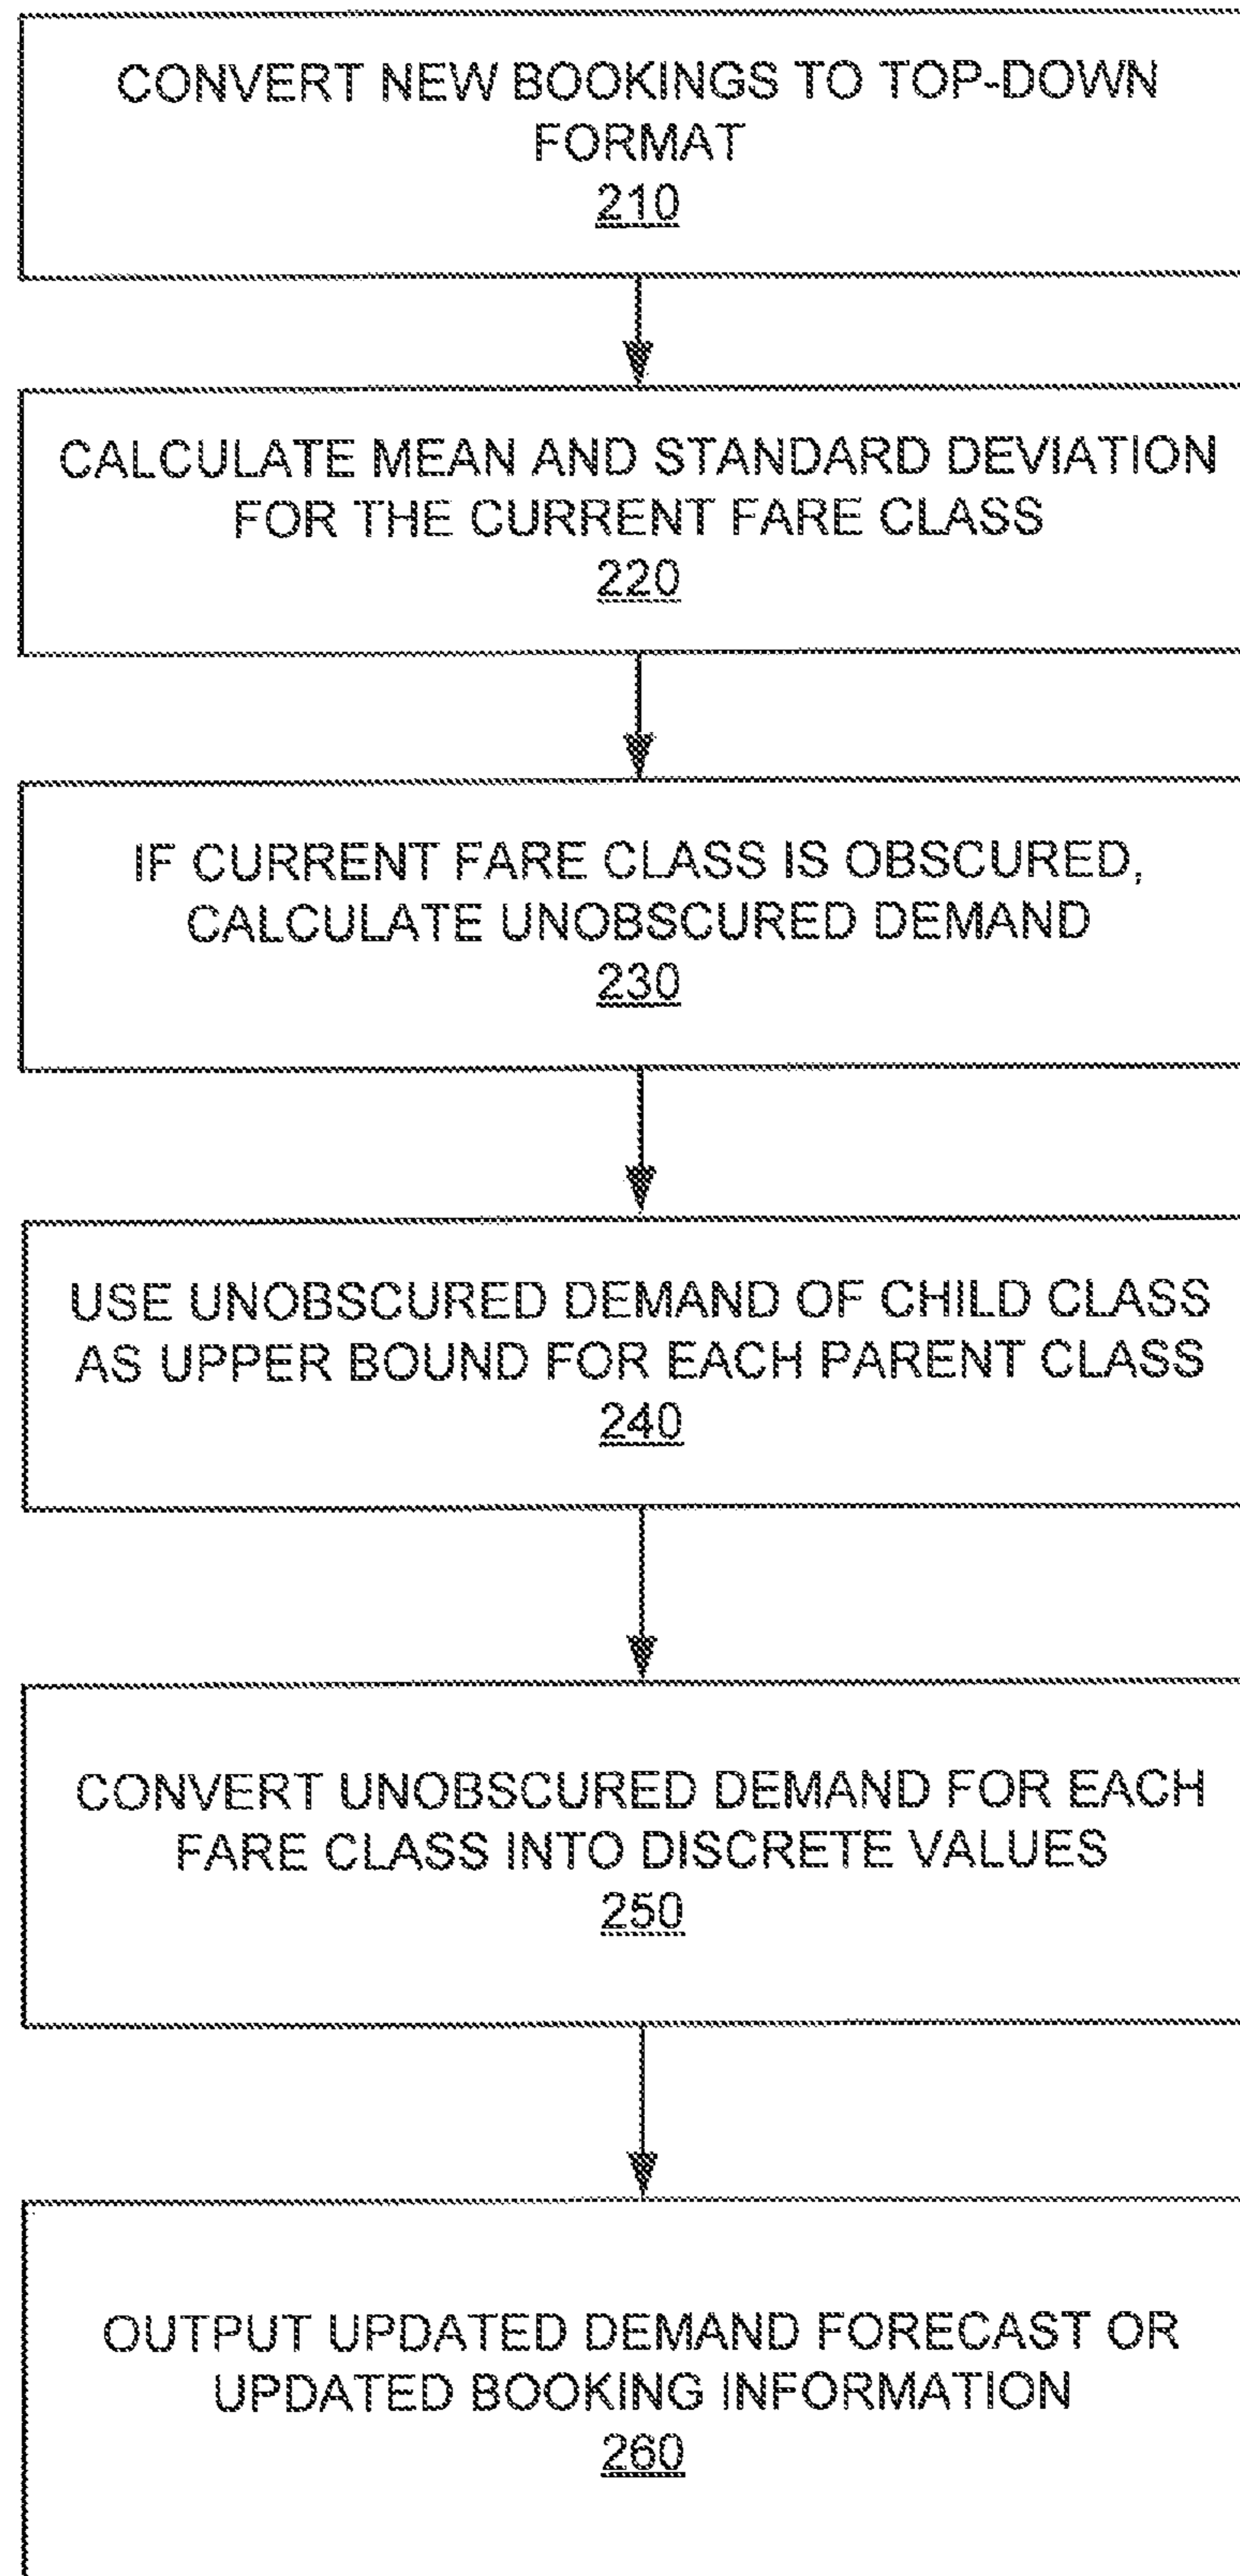 CONVERT NEW BOOKINGS TO TOP-DOWN
FORMAT
210
CALCULATE MEAN AND STANDARD DEVIATION
FOR THE CURRENT FARE CLASS
220
IF CURRENT FARE CLASS IS OBSCURED,
CALCULATE UNOBSCURED DEMAND
230
USE UNOBSCURED DEMAND OF CHILD CLASS
AS UPPER BOUND FOR EACH PARENT CLASS
240
CONVERT UNOBSCURED DEMAND FOR EACH
FARE CLASS INTO DISCRETE VALUES
250
OUTPUT UPDATED DEMAND FORECAST OR
UPDATED BOOKING INFORMATION
260